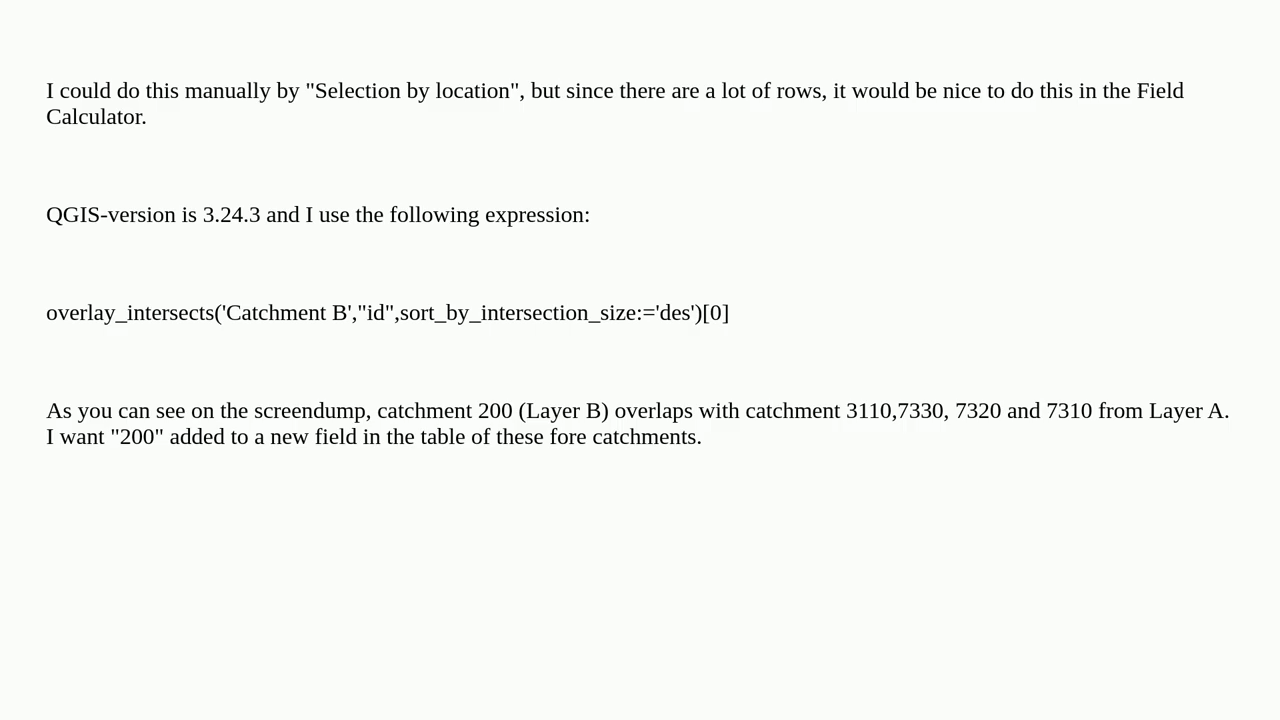 I could do this manually by "Selection by location", but since there are a lot of rows, it would be nice to do this in the Field
Calculator.
QGIS-version is 3.24.3 and I use the following expression:
overlay_intersects('Catchment B',"id",sort_by_intersection_size:='des')[0]
As you can see on the screendump, catchment 200 (Layer B) overlaps with catchment 3110,7330, 7320 and 7310 from Layer A.
I want "200" added to a new field in the table of these fore catchments.